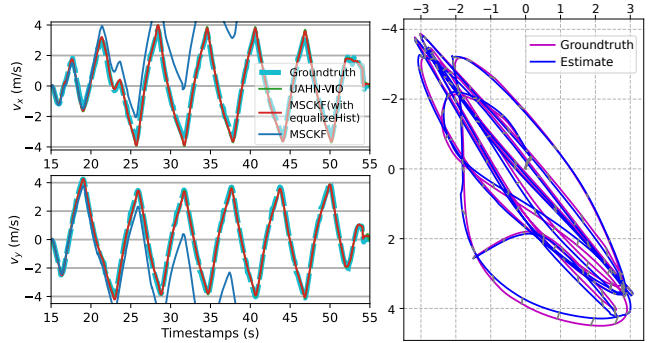 4
2
0
−2
−4
vx (m/s)
15 20 25 30 35 40 45 50 55
Groundtruth
UAHN-VIO
MSCKF(with
equalizeHist)
MSCKF
4
2
0
−2
−4
vy (m/s)
15 20 25 30 35 40 45 50 55
Timestamps (s)
−3 −2 −1 0 1 2 3
−4
−2
0
2
4
Groundtruth
Estimate